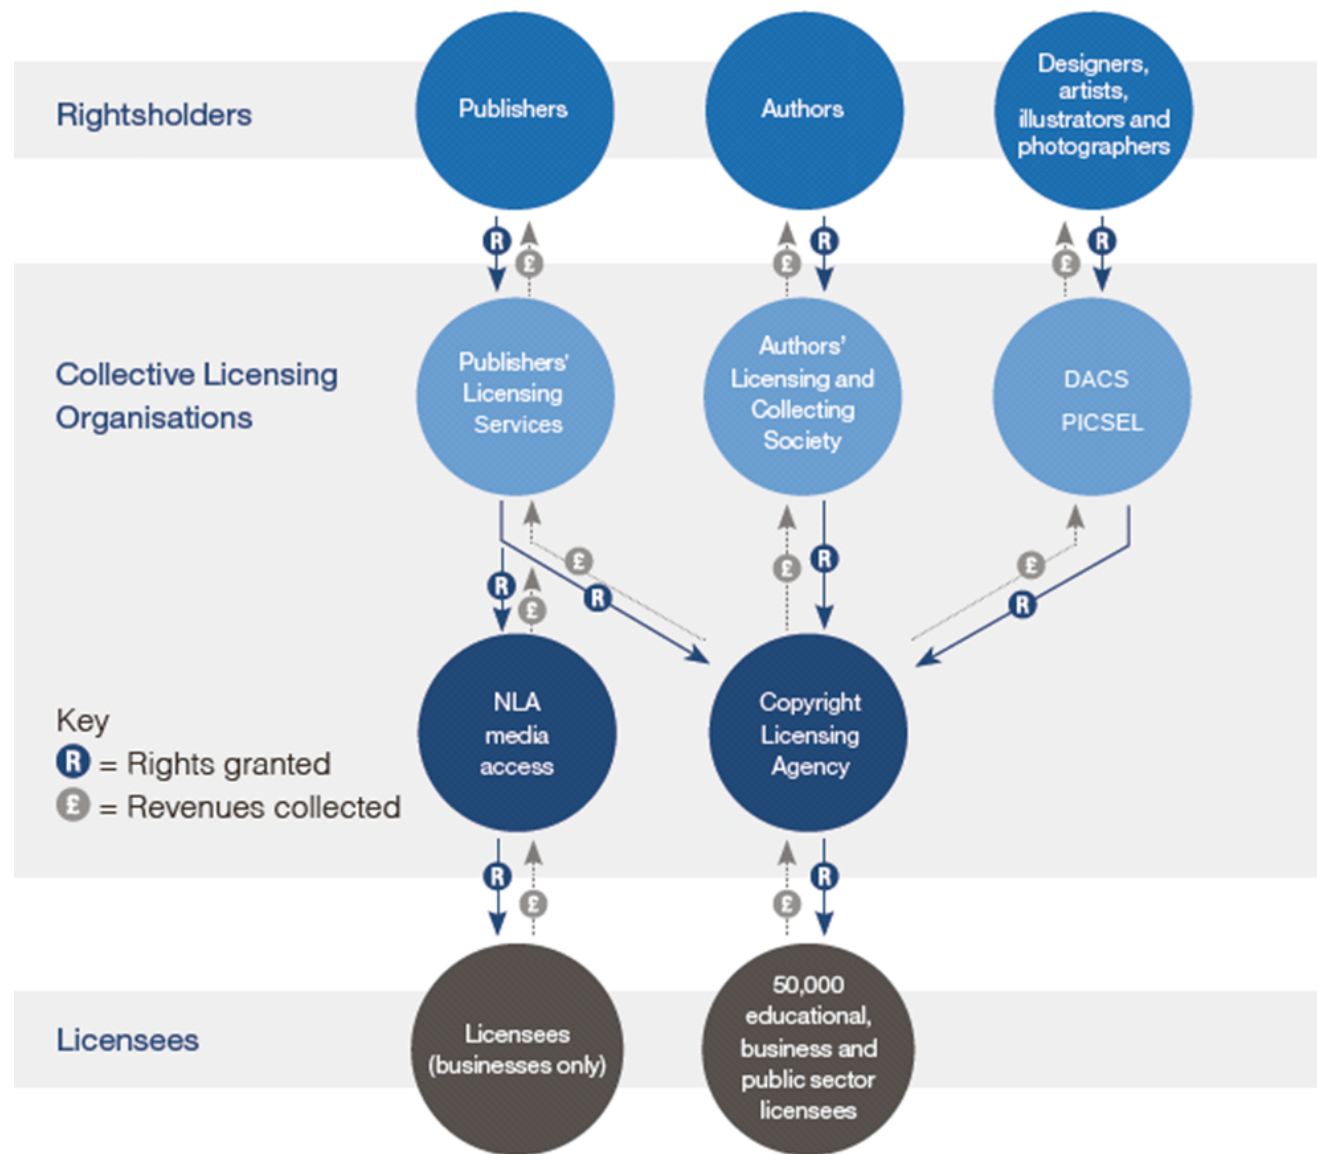 Rightsholders
Publishers
Authors
Designers,
artists,
illustrators and
photographers
R
£
£
R
£
R
Collective Licensing
Organisations
Publishers'
Licensing
Services
Authors'
Licensing and
Collecting
Society
DACS
PICSEL
£
R
£
R
£
R
R
£
Key
R = Rights granted
£ = Revenues collected
NLA
media
access
Copyright
Licensing
Agency
R
£
£
R
Licensees
Licensees
(businesses only)
50,000
educational,
business and
public sector
licensees